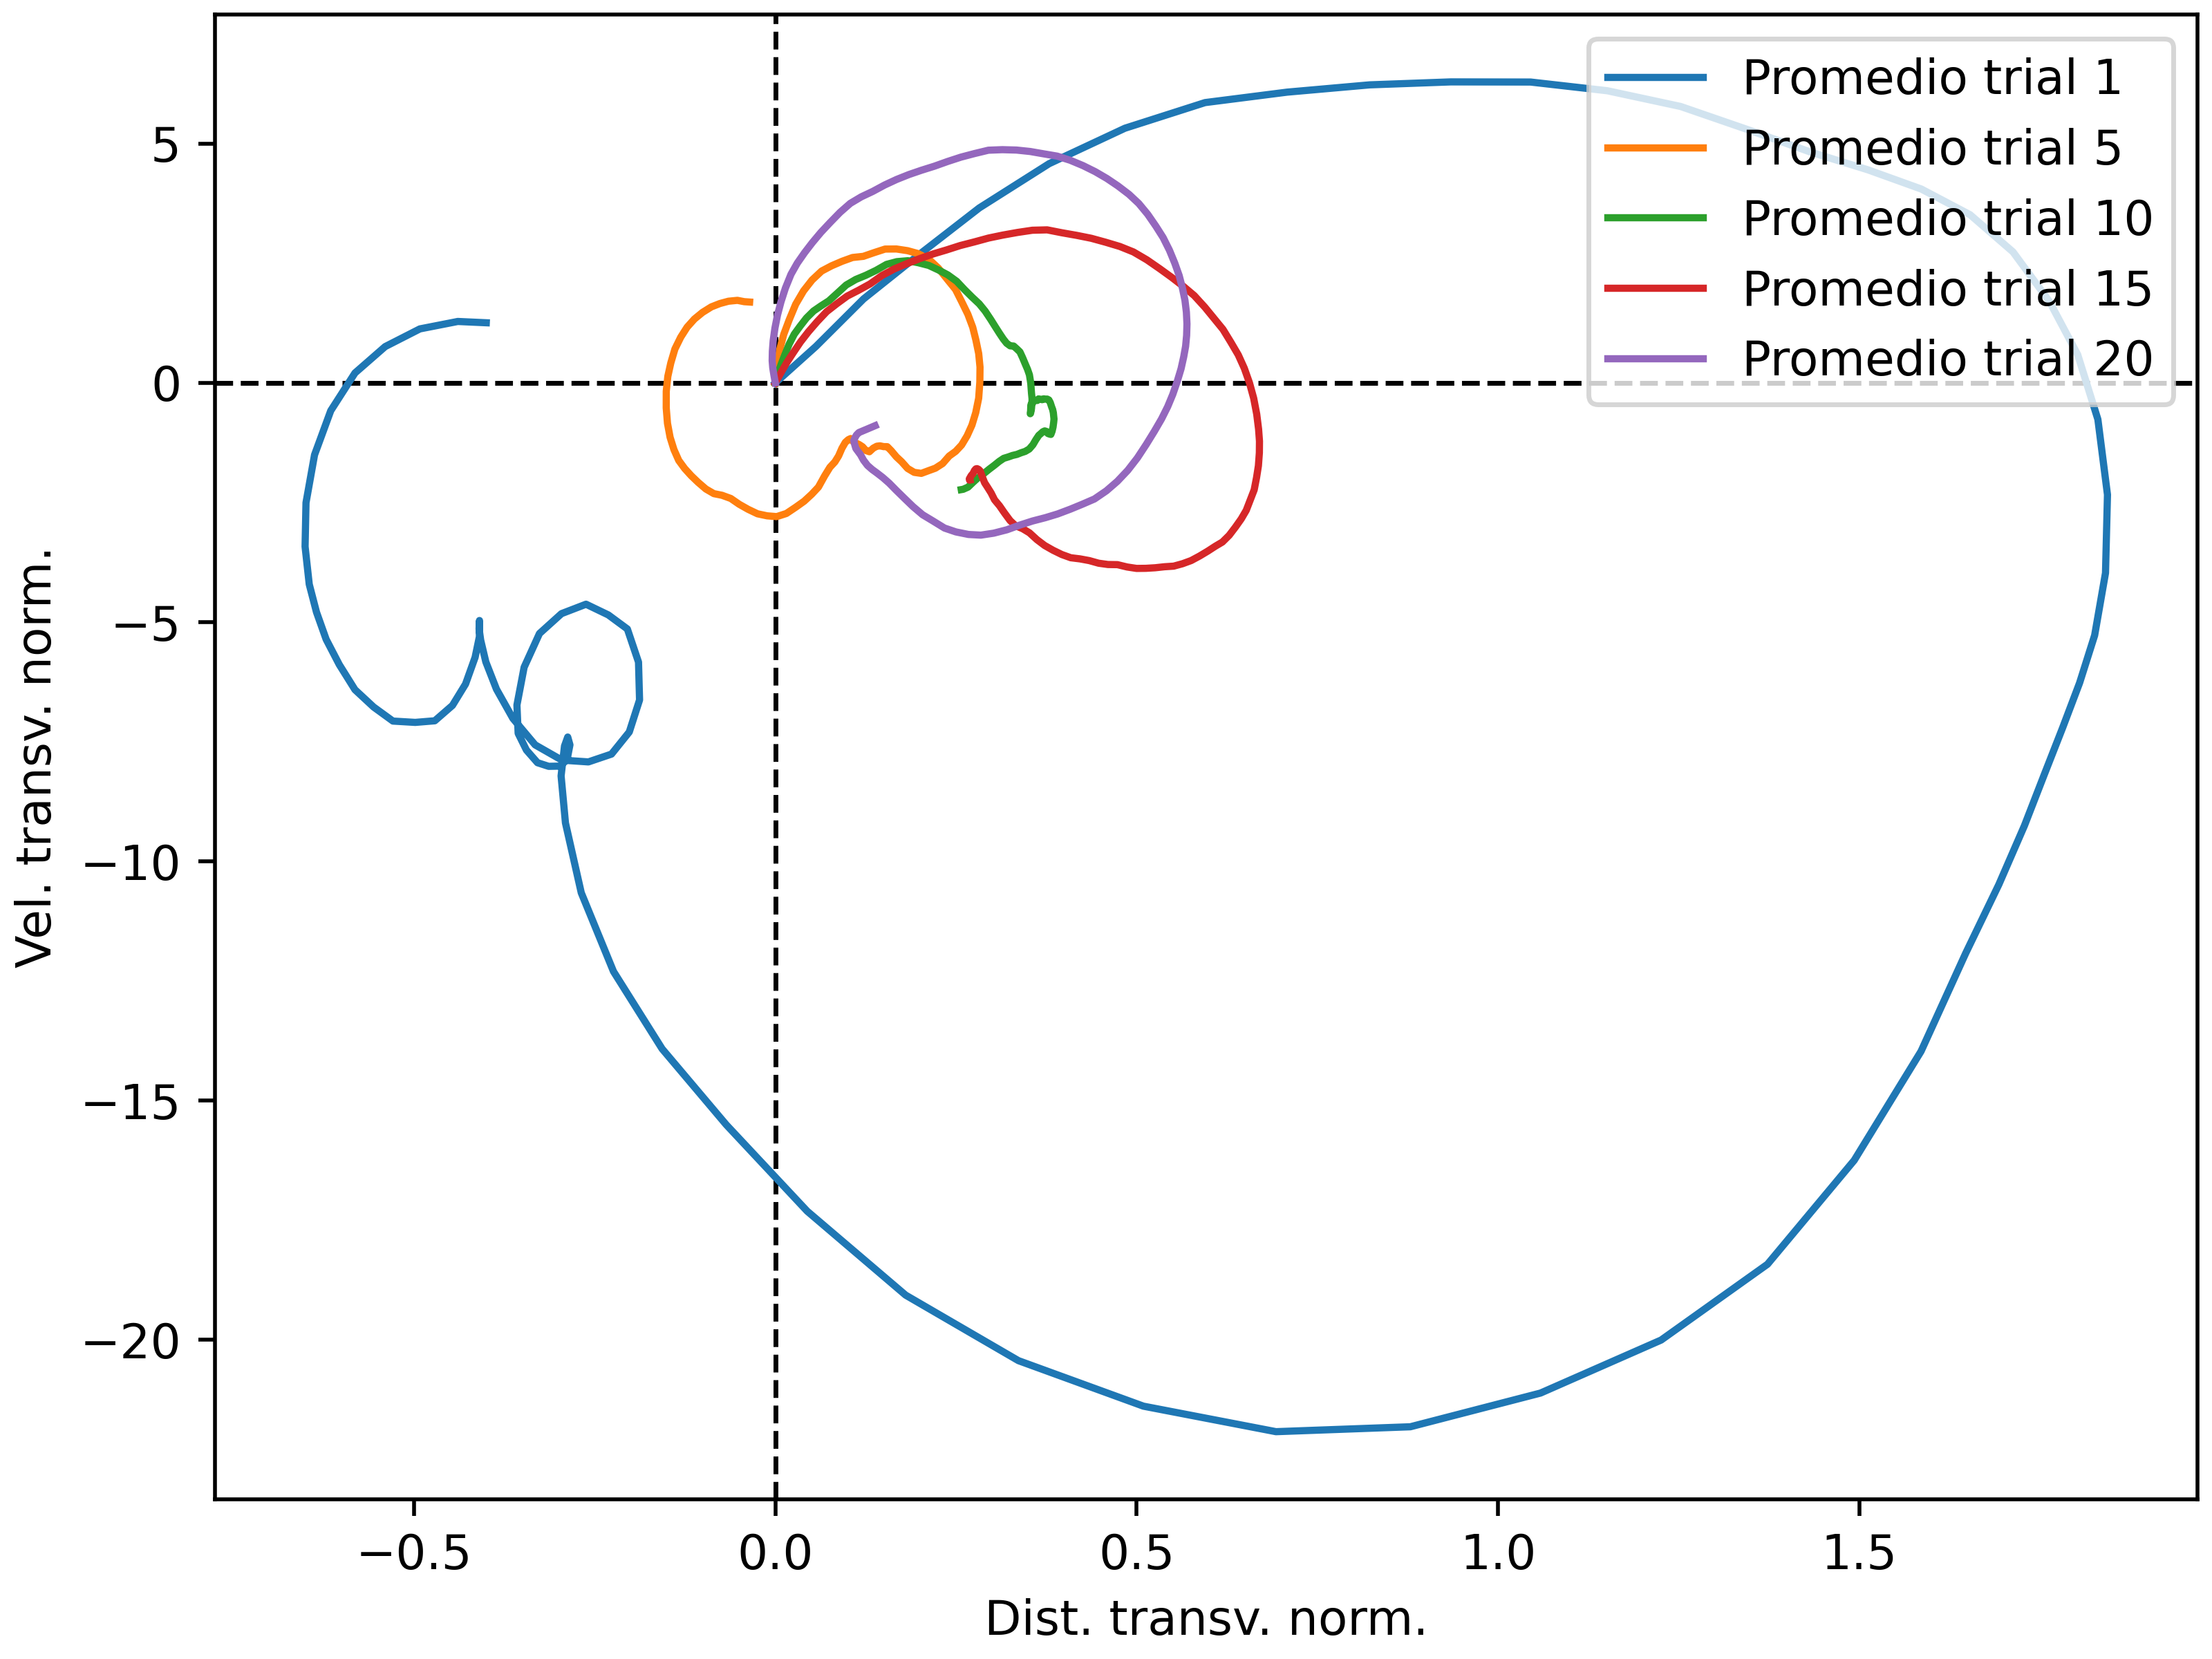 Promedio trial 1
Promedio trial 5
Promedio trial 10
Promedio trial 15
Promedio trial 20
5
0
−5
−10
−15
−20
Vel. transv. norm.
−0.5 0.0 0.5 1.0 1.5
Dist. transv. norm.